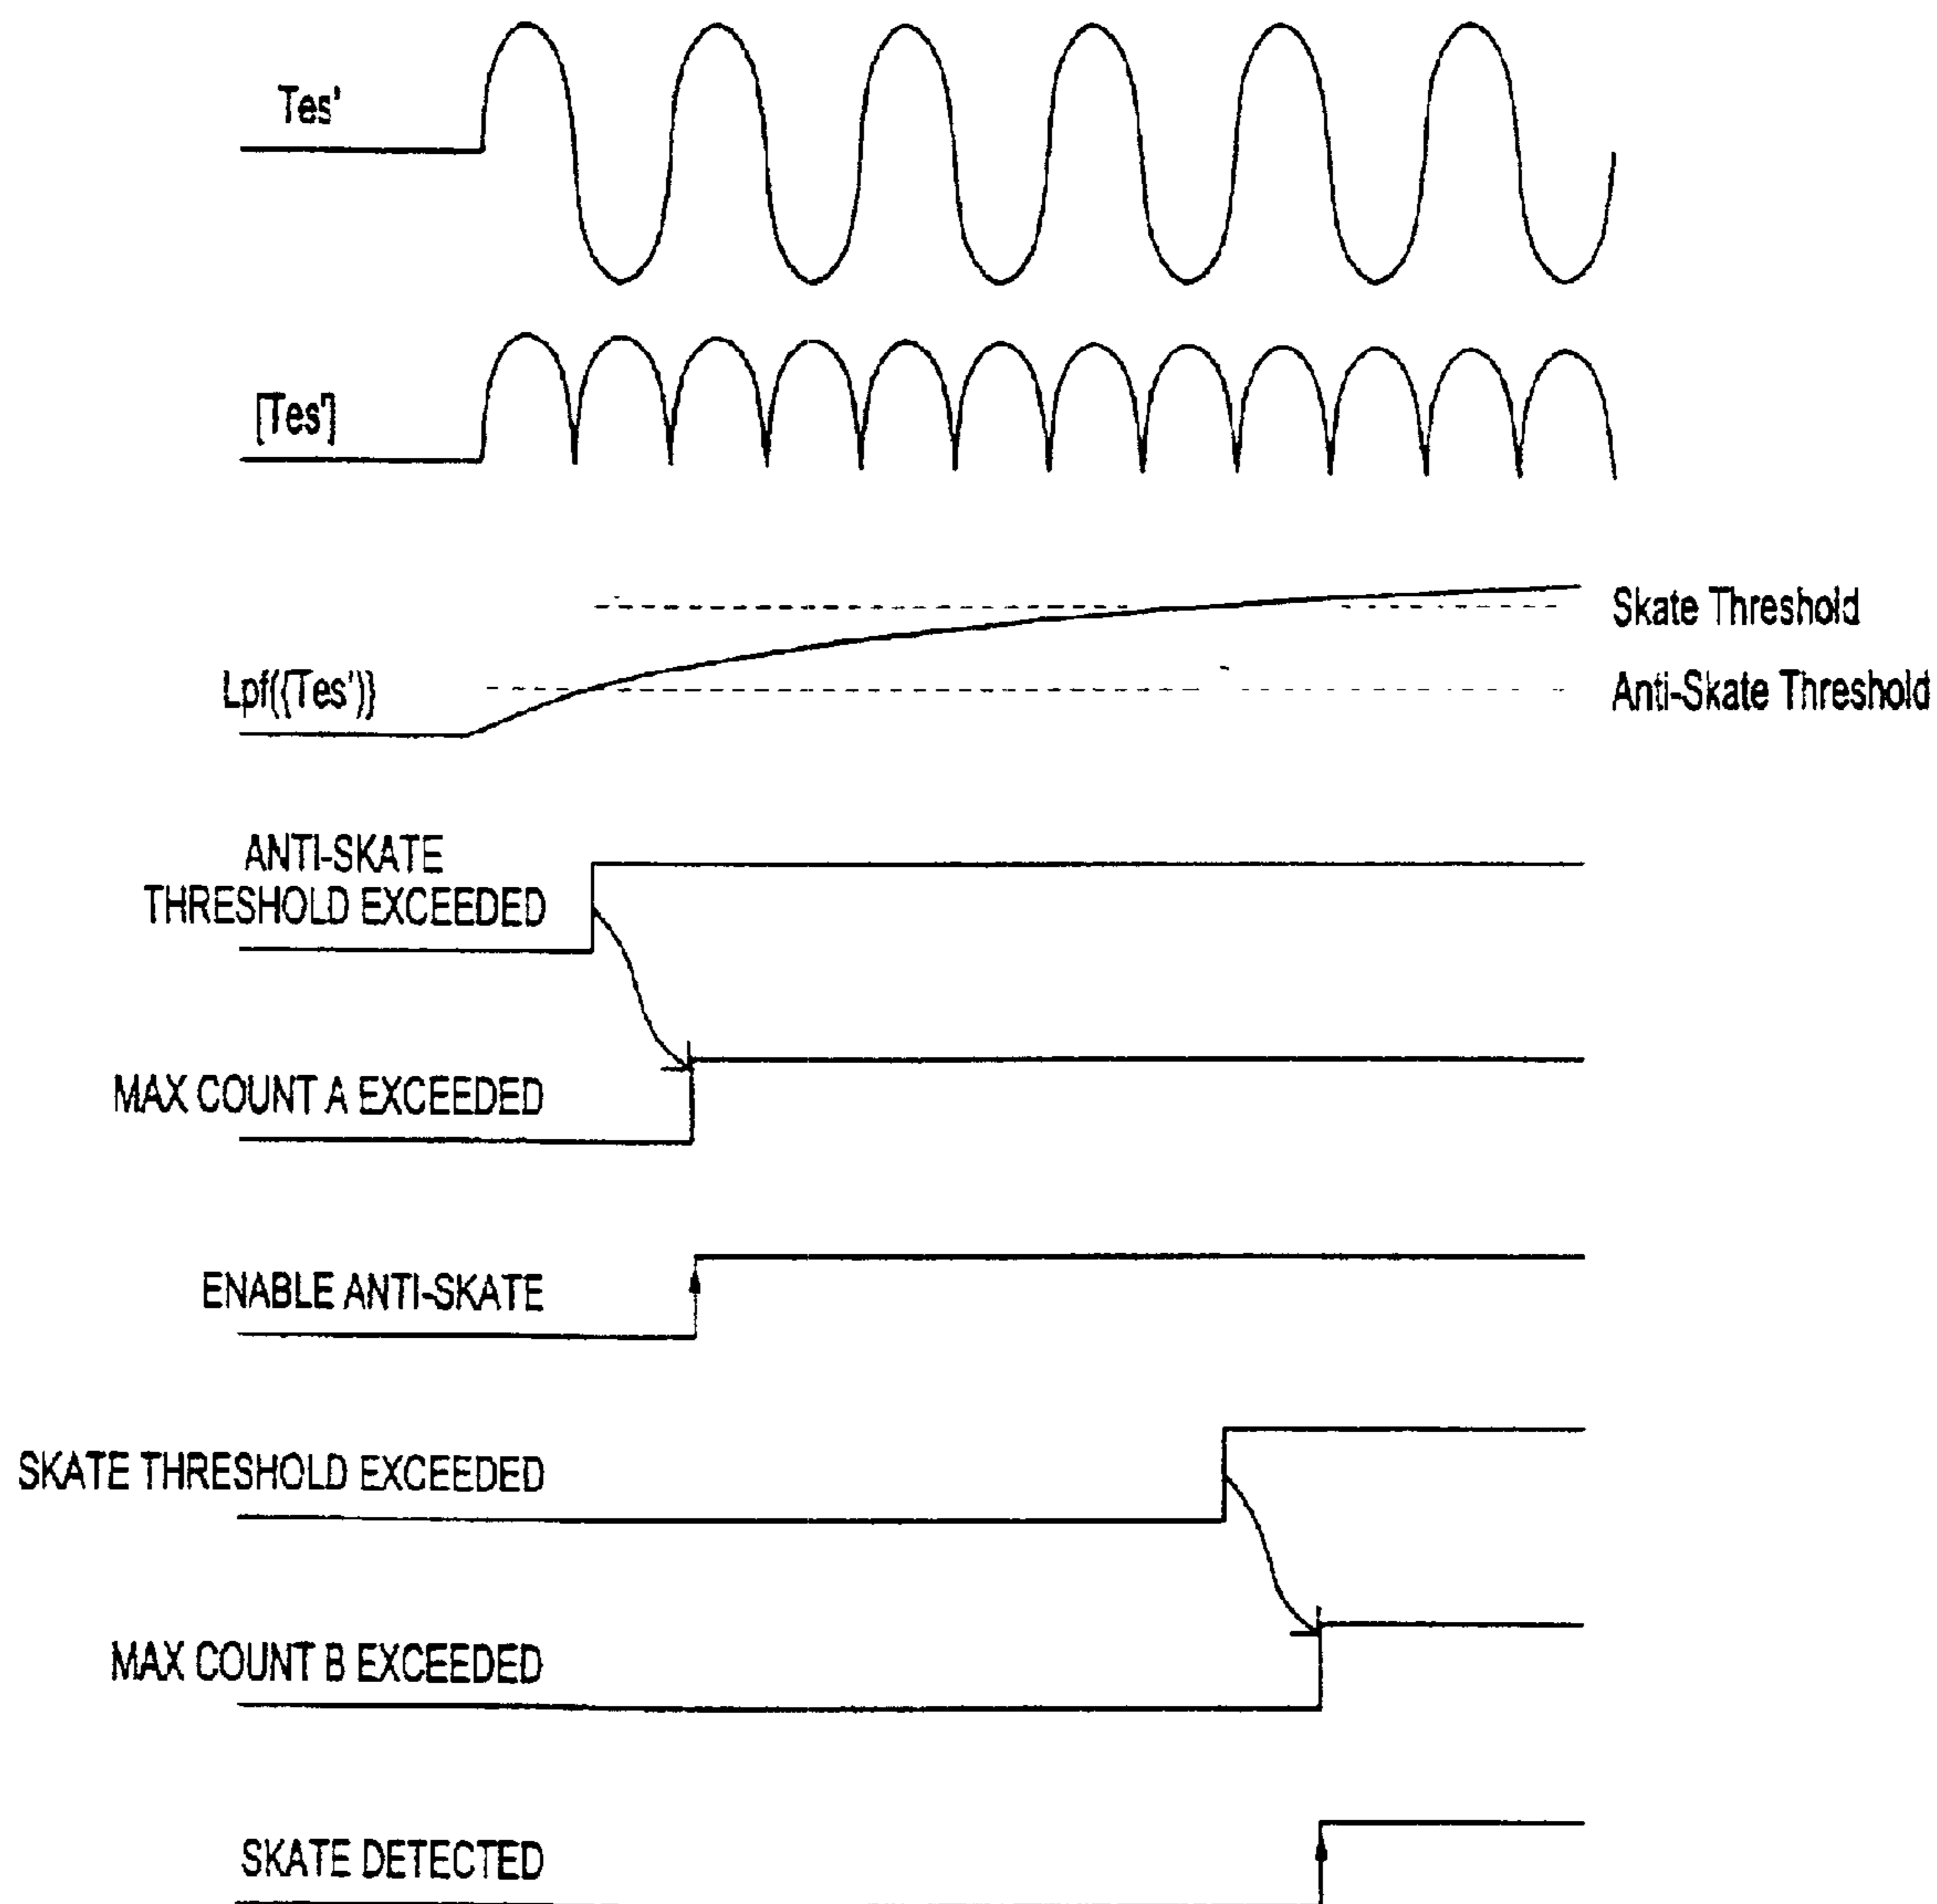 Tes'
[Tes']
Skate Threshold
Lpf((Tes'))
Anti-Skate Threshold
ANTI-SKATE
THRESHOLD EXCEEDED
MAX COUNT A EXCEEDED
ENABLE ANTI-SKATE
SKATE THRESHOLD EXCEEDED
MAX COUNT B EXCEEDED
SKATE DETECTED